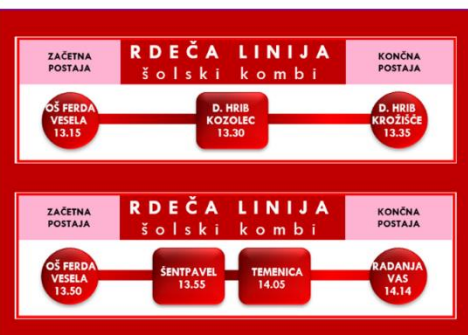 ZAČETNA
POSTAJA
RDEČA LINIJA
šolski kombi
KONČNA
POSTAJA
OŠ FERDA
VESELA
13.15
D. HRIB
KOZOLEC
13.30
D. HRIB
KROŽIŠČE
13.35
ZAČETNA
POSTAJA
RDEČA LINIJA
šolski kombi
KONČNA
POSTAJA
OŠ FERDA
VESELA
13.50
ŠENTPAVEL
13.55
TEMENICA
14.05
RADANJA
VAS
14.14